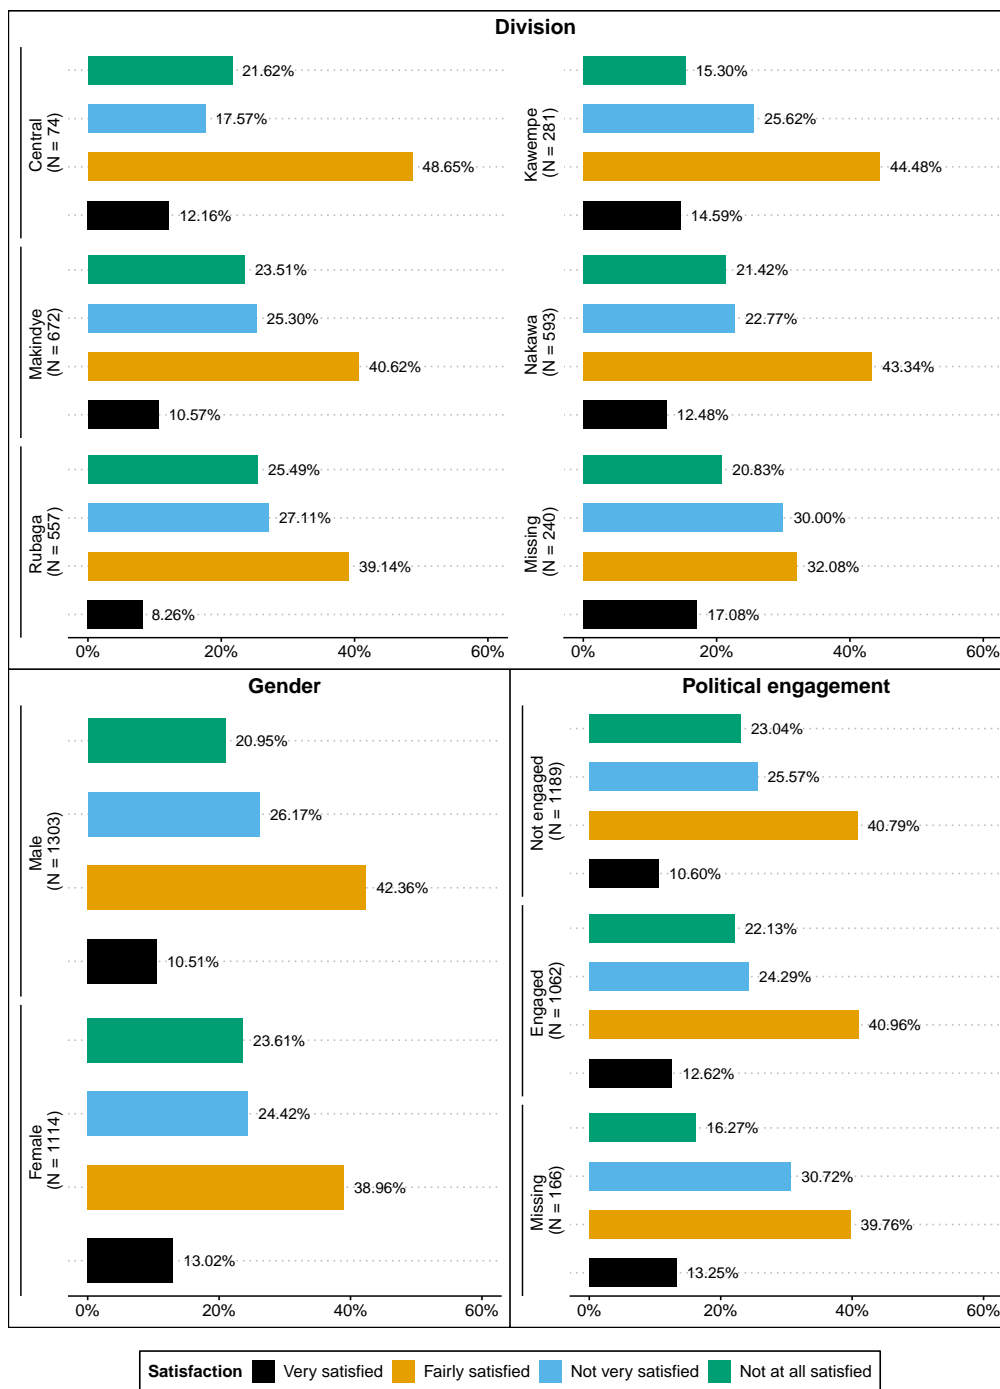 Division
Central
(N = 74)
21.62%
17.57%
48.65%
12.16%
Makindye
(N = 672)
23.51%
25.30%
40.62%
10.57%
Rubaga
(N = 557)
25.49%
27.11%
39.14%
8.26%
0% 20% 40% 60%
Kawempe
(N = 281)
15.30%
25.62%
44.48%
14.59%
Nakawa
(N = 593)
21.42%
22.77%
43.34%
12.48%
Missing
(N = 240)
20.83%
30.00%
32.08%
17.08%
0% 20% 40% 60%
Gender
Male
(N = 1303)
20.95%
26.17%
42.36%
10.51%
Female
(N = 1114)
23.61%
24.42%
38.96%
13.02%
0% 20% 40% 60%
Political engagement
Not engaged
(N = 1189)
23.04%
25.57%
40.79%
10.60%
Engaged
(N = 1062)
22.13%
24.29%
40.96%
12.62%
Missing
(N = 166)
16.27%
30.72%
39.76%
13.25%
0% 20% 40% 60%
Satisfaction Very satisfied Fairly satisfied Not very satisfied Not at all satisfied